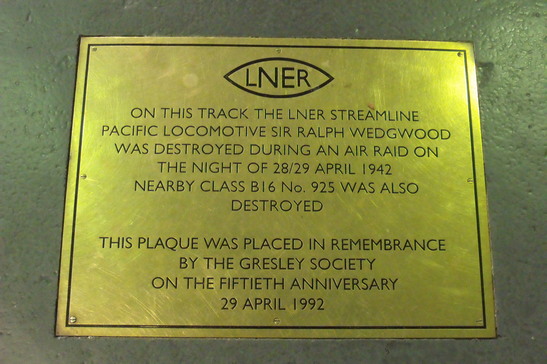 LNER
ON THIS TRACK THE LNER STREAMLINE
PACIFIC LOCOMOTIVE SIR RALPH WEDGWOOD
WAS DESTROYED DURING AN AIR RAID ON
THE NIGHT OF 28/29 APRIL 1942
NEARBY CLASS B16 No. 925 WAS ALSO
DESTROYED
THIS PLAQUE WAS PLACED IN REMEMBRANCE
BY THE GRESLEY SOCIETY
ON THE FIFTIETH ANNIVERSARY
29 APRIL 1992